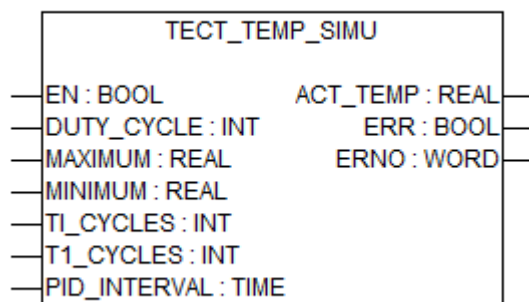 TECT_TEMP_SIMU
EN : BOOL ACT_TEMP : REAL
DUTY_CYCLE : INT ERR : BOOL
MAXIMUM : REAL ERNO : WORD
MINIMUM : REAL
TI_CYCLES : INT
T1_CYCLES : INT
PID_INTERVAL : TIME